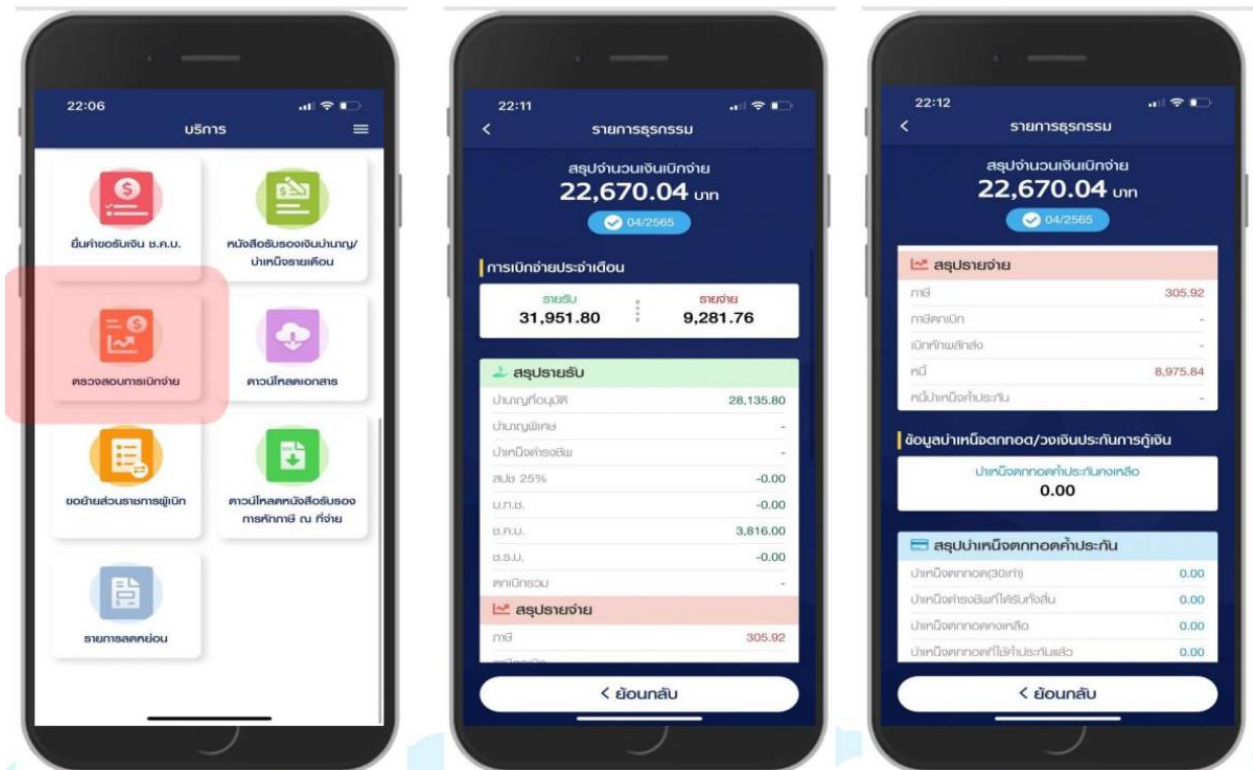 22:06
บริการ
ยื่นคำขอรับเงิน ช.ค.บ.
หนังสือรับรองเงินบำนาญ/
บำเหน็จรายเดือน
ตรวจสอบการเบิกจ่าย
ดาวน์โหลดเอกสาร
ขอย้ายส่วนราชการผู้เบิก
ดาวน์โหลดหนังสือรับรอง
การหักภาษี ณ ที่จ่าย
รายการลดหย่อน
22:11
รายการธุรกรรม
สรุปจำนวนเงินเบิกจ่าย
22,670.04 บาท
04/2565
การเบิกจ่ายประจำเดือน
รายรับ
31,951.80
รายจ่าย
9,281.76
สรุปรายรับ
บำนาญที่อนุมัติ 28,135.80
บำนาญพิเศษ -
บำเหน็จดำรงชีพ -
สปช 25% -0.00
บ.ท.ช. -0.00
ช.ค.บ. 3,816.00
ช.ร.บ. -0.00
ตกเบิกรวม -
สรุปรายจ่าย
ภาษี 305.92
ย้อนกลับ
22:12
รายการธุรกรรม
สรุปจำนวนเงินเบิกจ่าย
22,670.04 บาท
04/2565
สรุปรายจ่าย
ภาษี 305.92
ภาษีตกเบิก -
เบิกหักผลักส่ง -
หนี้ 8,975.84
หนี้บำเหน็จค้ำประกัน -
ข้อมูลบำเหน็จตกทอด/วงเงินประกันการกู้เงิน
บำเหน็จตกทอดค้ำประกันคงเหลือ
0.00
สรุปบำเหน็จตกทอดค้ำประกัน
บำเหน็จตกทอด(30เท่า) 0.00
บำเหน็จดำรงชีพที่ได้รับทั้งสิ้น 0.00
บำเหน็จตกทอดคงเหลือ 0.00
บำเหน็จตกทอดที่ใช้ค้ำประกันแล้ว 0.00
ย้อนกลับ